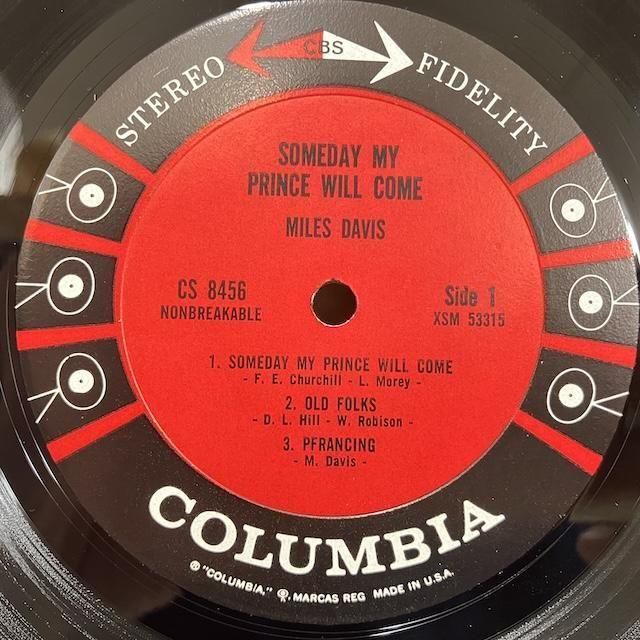 STEREO CBS FIDELITY
SOMEDAY MY
PRINCE WILL COME
MILES DAVIS
CS 8456
NONBREAKABLE
Side 1
XSM 53315
1. SOMEDAY MY PRINCE WILL COME
- F. E. Churchill - L. Morey -
2. OLD FOLKS
- D. L. Hill - W. Robison -
3. PFRANCING
- M. Davis -
COLUMBIA
® "COLUMBIA," Ⓟ, MARCAS REG MADE IN U.S.A.